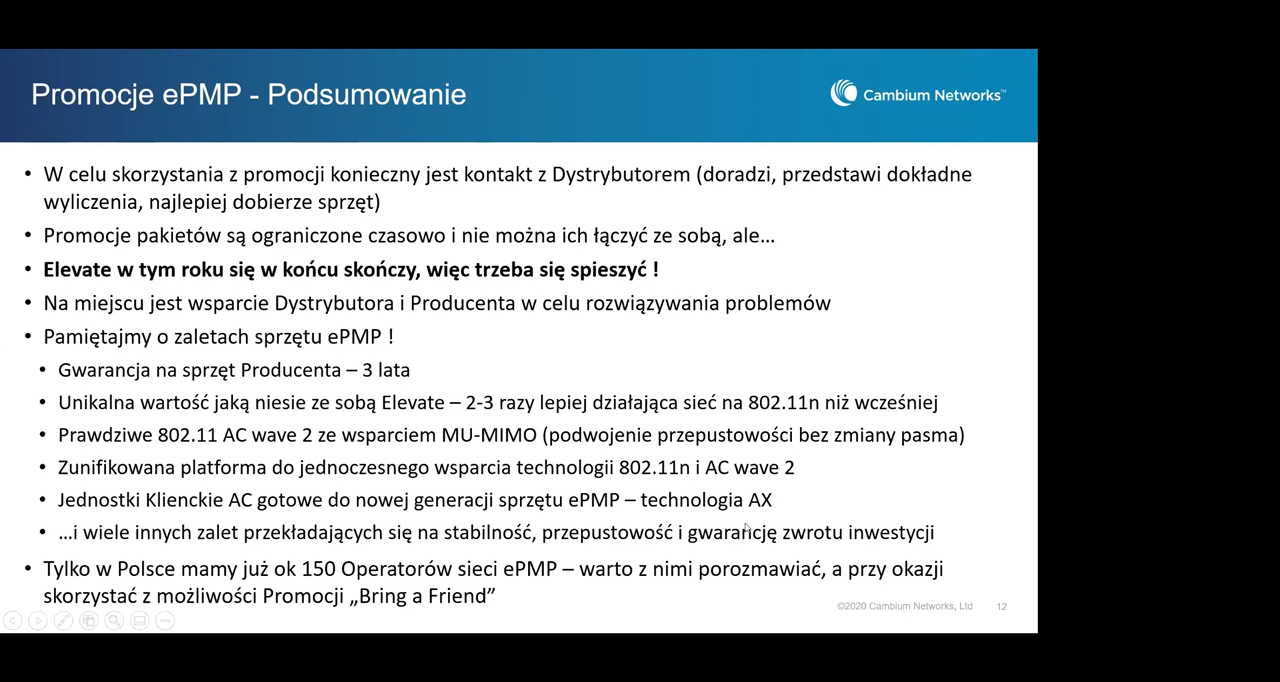 Promocje ePMP - Podsumowanie
Cambium Networks™
• W celu skorzystania z promocji konieczny jest kontakt z Dystrybutorem (doradzi, przedstawi dokładne
wyliczenia, najlepiej dobierze sprzęt)
• Promocje pakietów są ograniczone czasowo i nie można ich łączyć ze sobą, ale…
• Elevate w tym roku się w końcu skończy, więc trzeba się spieszyć !
• Na miejscu jest wsparcie Dystrybutora i Producenta w celu rozwiązywania problemów
• Pamiętajmy o zaletach sprzętu ePMP !
• Gwarancja na sprzęt Producenta – 3 lata
• Unikalna wartość jaką niesie ze sobą Elevate – 2-3 razy lepiej działająca sieć na 802.11n niż wcześniej
• Prawdziwe 802.11 AC wave 2 ze wsparciem MU-MIMO (podwojenie przepustowości bez zmiany pasma)
• Zunifikowana platforma do jednoczesnego wsparcia technologii 802.11n i AC wave 2
• Jednostki Klienckie AC gotowe do nowej generacji sprzętu ePMP – technologia AX
• …i wiele innych zalet przekładających się na stabilność, przepustowość i gwarancję zwrotu inwestycji
• Tylko w Polsce mamy już ok 150 Operatorów sieci ePMP – warto z nimi porozmawiać, a przy okazji
skorzystać z możliwości Promocji „Bring a Friend”
©2020 Cambium Networks, Ltd 12